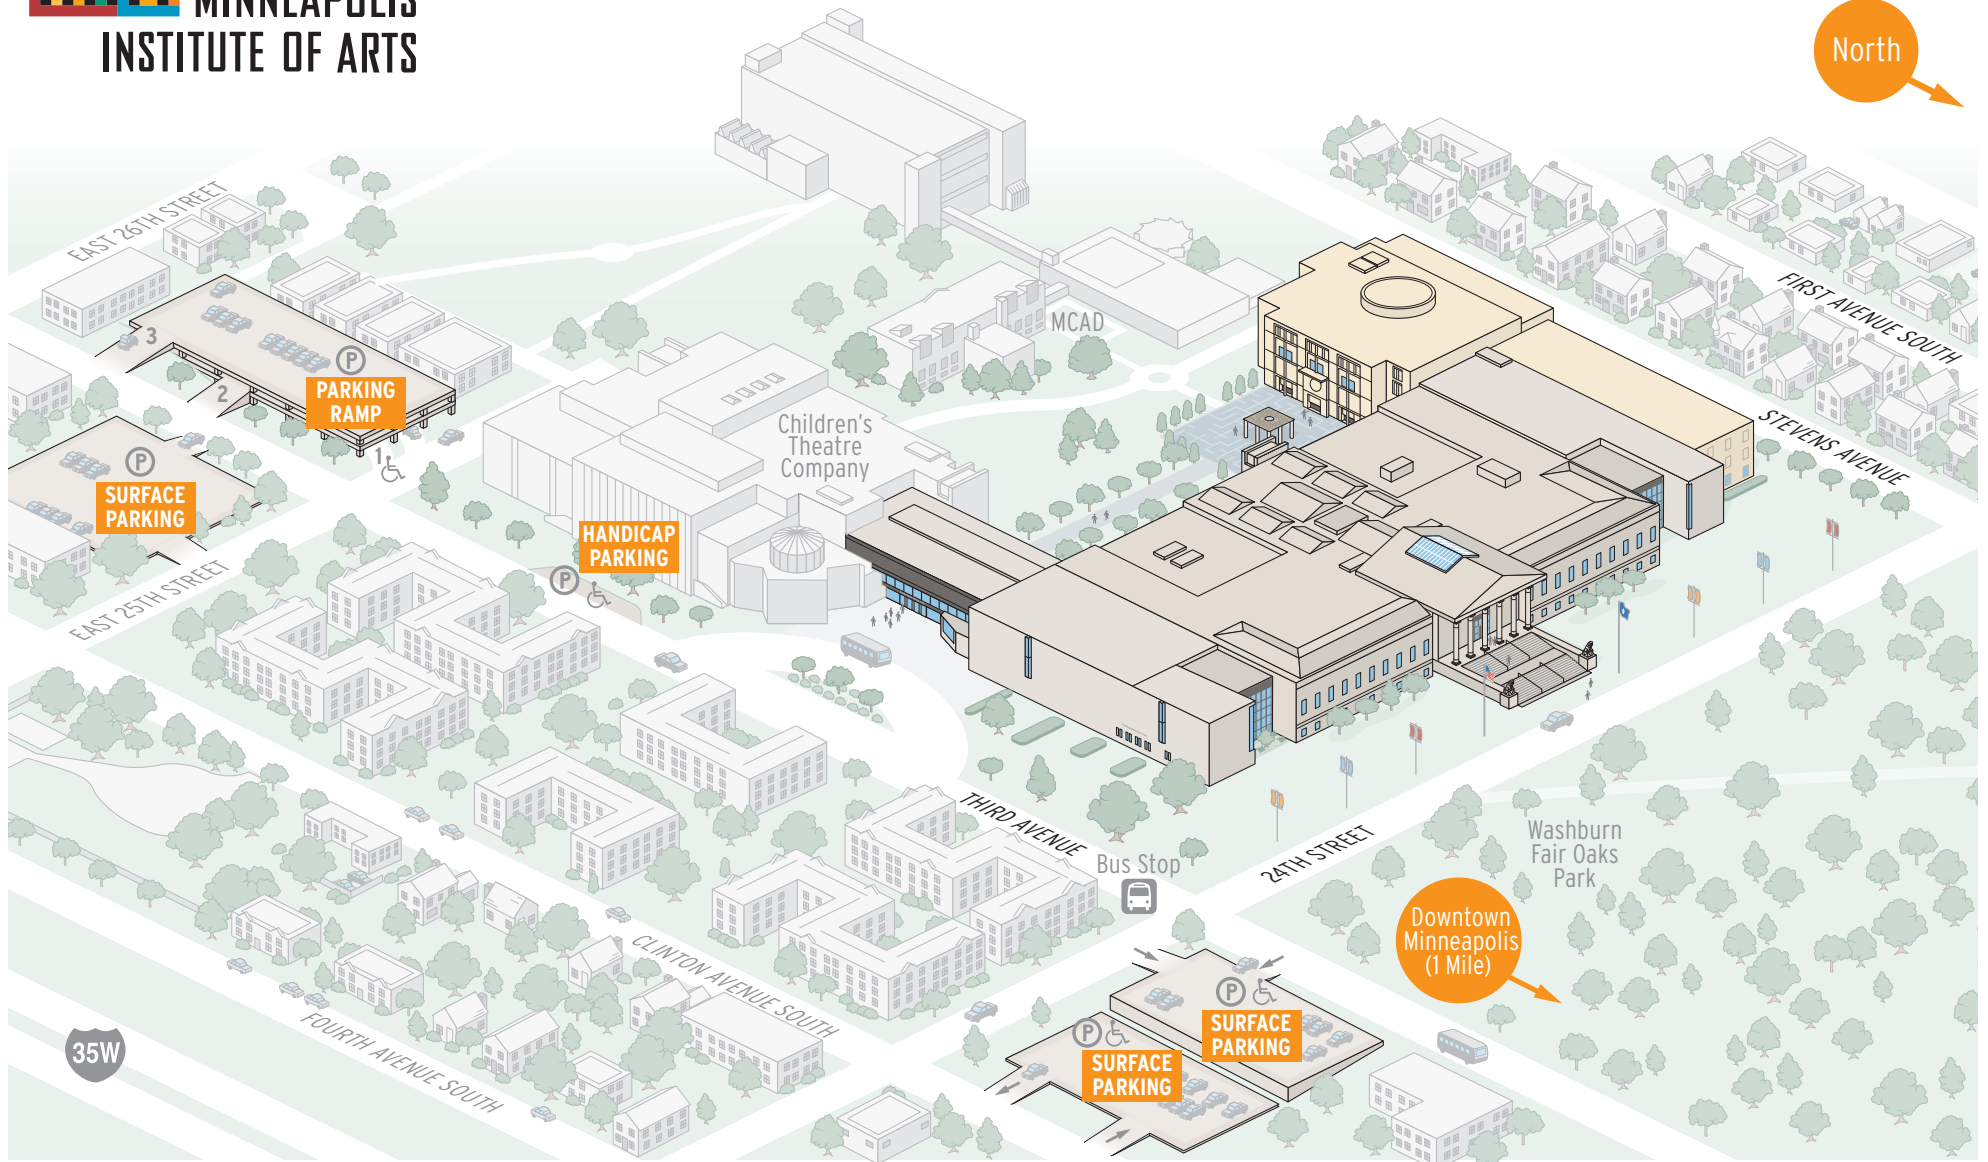 MINNEAPOLIS
INSTITUTE OF ARTS
North
EAST 26TH STREET
FIRST AVENUE SOUTH
STEVENS AVENUE
MCAD
3
2
1
P
PARKING
RAMP
P
SURFACE
PARKING
Children's
Theatre
Company
HANDICAP
PARKING
P
EAST 25TH STREET
THIRD AVENUE
24TH STREET
Bus Stop
Washburn
Fair Oaks
Park
Downtown
Minneapolis
(1 Mile)
CLINTON AVENUE SOUTH
FOURTH AVENUE SOUTH
35W
P
SURFACE
PARKING
P
SURFACE
PARKING